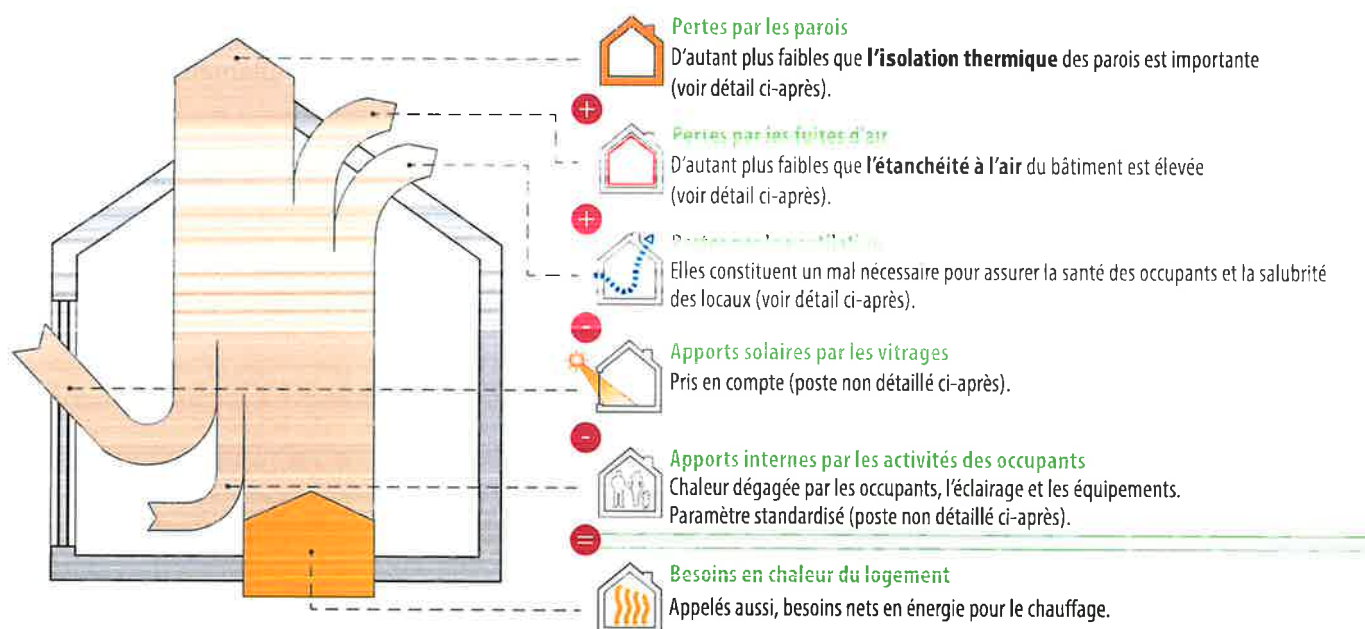 Pertes par les parois
D'autant plus faibles que l'isolation thermique des parois est importante
(voir détail ci-après).
+
Pertes par les fuites d'air
D'autant plus faibles que l'étanchéité à l'air du bâtiment est élevée
(voir détail ci-après).
+
Elles constituent un mal nécessaire pour assurer la santé des occupants et la salubrité
des locaux (voir détail ci-après).
-
Apports solaires par les vitrages
Pris en compte (poste non détaillé ci-après).
-
Apports internes par les activités des occupants
Chaleur dégagée par les occupants, l'éclairage et les équipements.
Paramètre standardisé (poste non détaillé ci-après).
=
Besoins en chaleur du logement
Appelés aussi, besoins nets en énergie pour le chauffage.